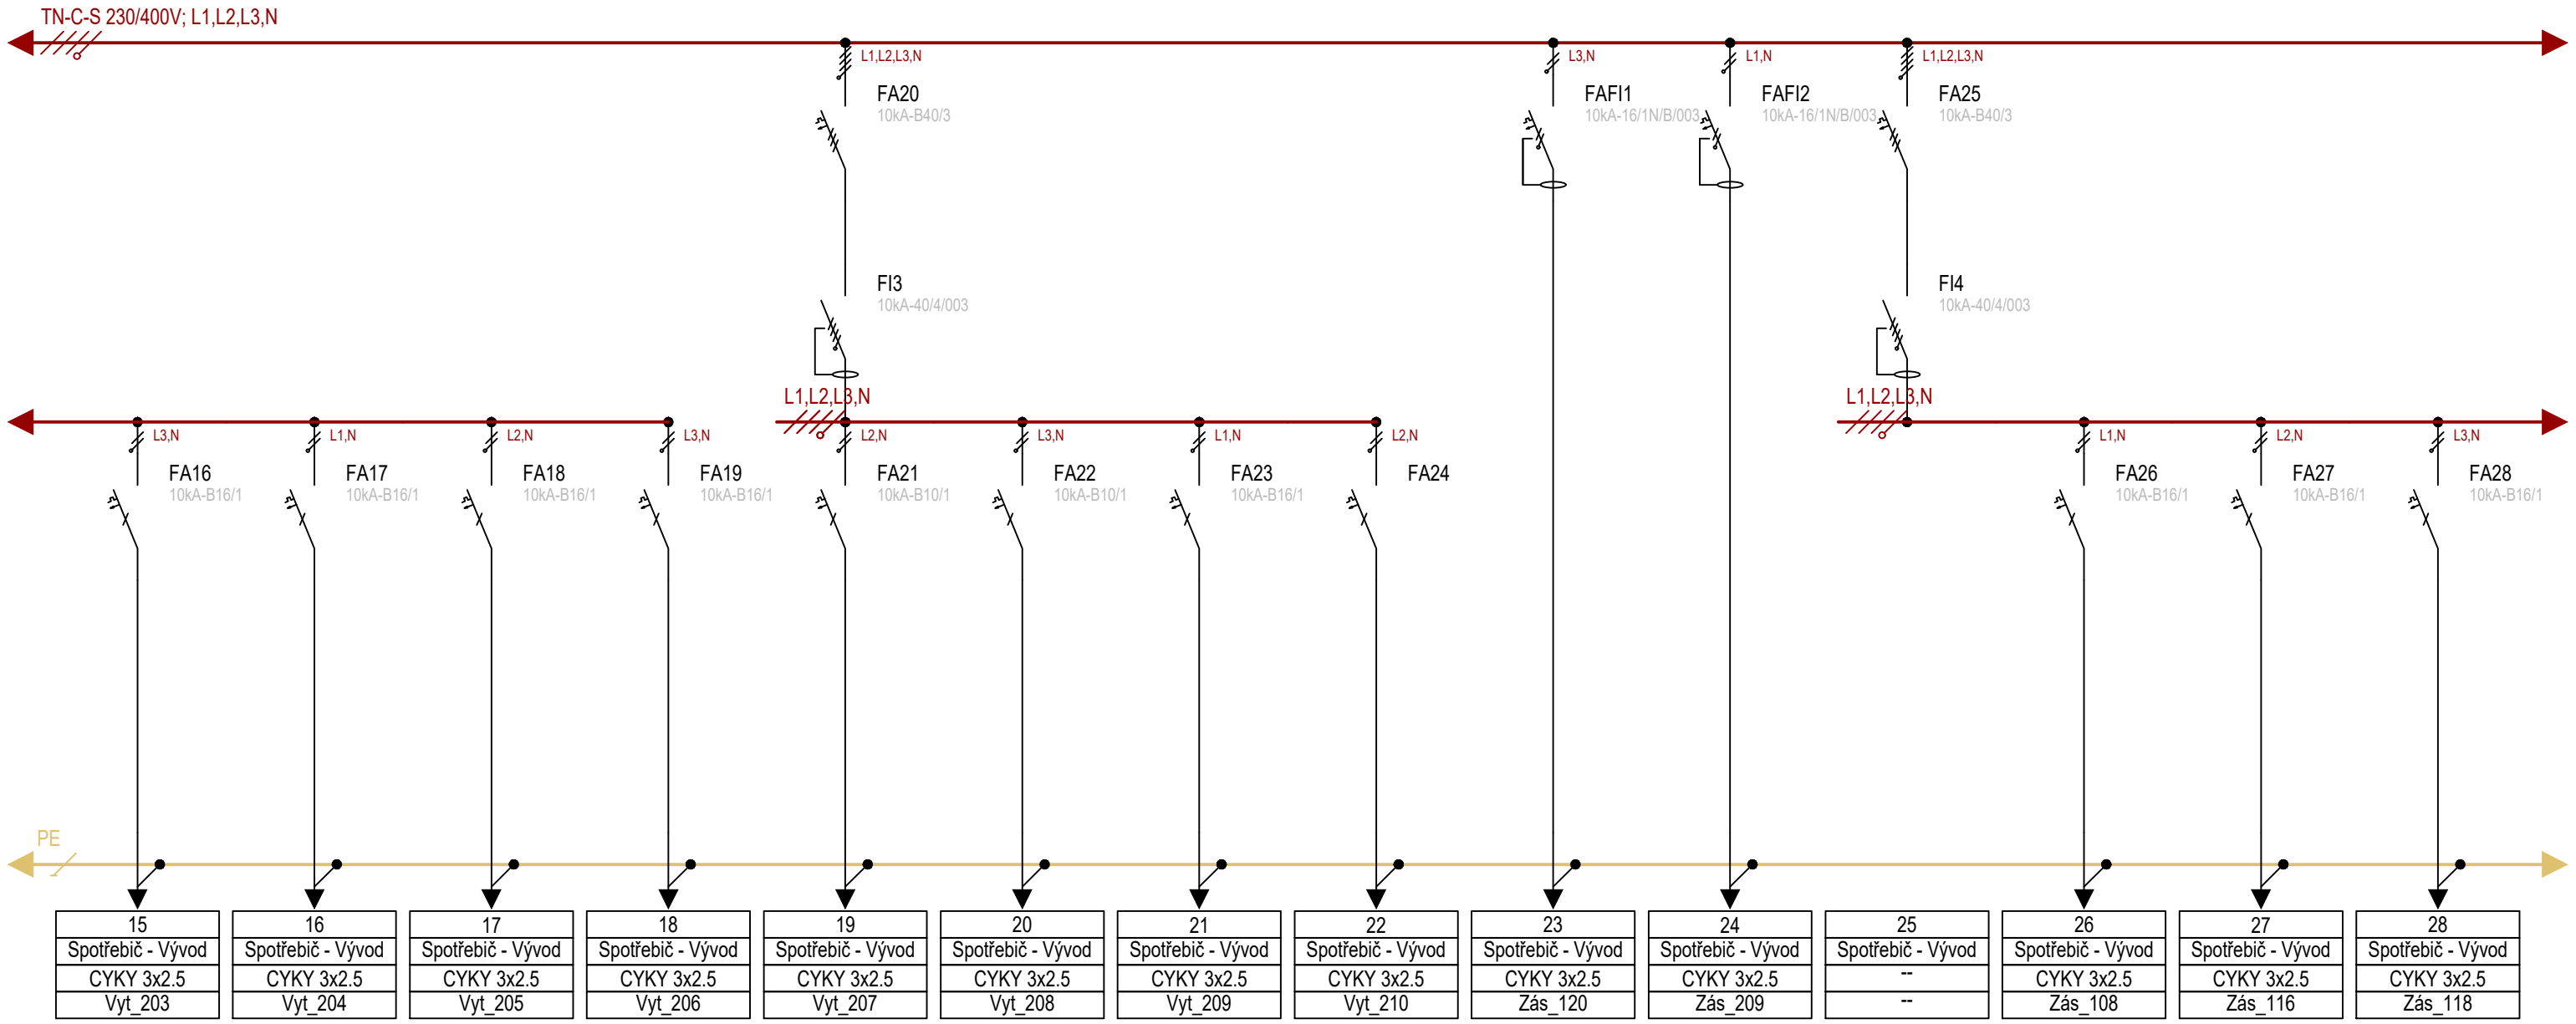 TN-C-S 230/400V; L1,L2,L3,N
L1,L2,L3,N
L3,N
L1,N
L1,L2,L3,N
FA20
10kA-B40/3
FAFI1
10kA-16/1N/B/003
FAFI2
10kA-16/1N/B/003
FA25
10kA-B40/3
FI3
10kA-40/4/003
FI4
10kA-40/4/003
L1,L2,L3,N
L1,L2,L3,N
L3,N
L1,N
L2,N
L3,N
L2,N
L3,N
L1,N
L2,N
L1,N
L2,N
L3,N
FA16
10kA-B16/1
FA17
10kA-B16/1
FA18
10kA-B16/1
FA19
10kA-B16/1
FA21
10kA-B10/1
FA22
10kA-B10/1
FA23
10kA-B16/1
FA24
FA26
10kA-B16/1
FA27
10kA-B16/1
FA28
10kA-B16/1
PE
15
Spotřebič - Vývod
CYKY 3x2.5
Vyt_203
16
Spotřebič - Vývod
CYKY 3x2.5
Vyt_204
17
Spotřebič - Vývod
CYKY 3x2.5
Vyt_205
18
Spotřebič - Vývod
CYKY 3x2.5
Vyt_206
19
Spotřebič - Vývod
CYKY 3x2.5
Vyt_207
20
Spotřebič - Vývod
CYKY 3x2.5
Vyt_208
21
Spotřebič - Vývod
CYKY 3x2.5
Vyt_209
22
Spotřebič - Vývod
CYKY 3x2.5
Vyt_210
23
Spotřebič - Vývod
CYKY 3x2.5
Zás_120
24
Spotřebič - Vývod
CYKY 3x2.5
Zás_209
25
Spotřebič - Vývod
--
--
26
Spotřebič - Vývod
CYKY 3x2.5
Zás_108
27
Spotřebič - Vývod
CYKY 3x2.5
Zás_116
28
Spotřebič - Vývod
CYKY 3x2.5
Zás_118